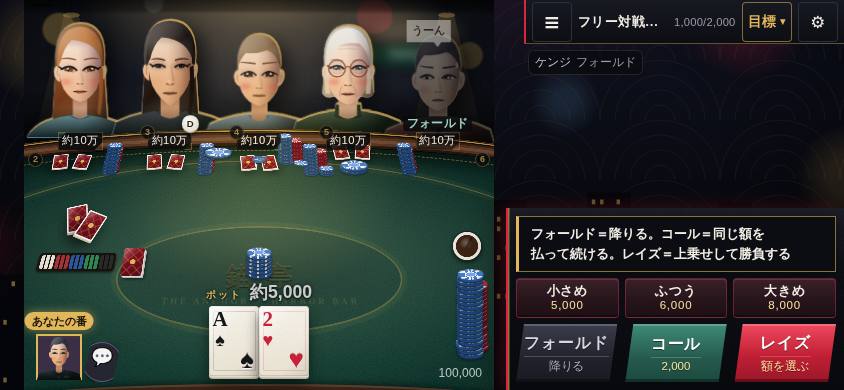 フリー対戦…
1,000/2,000
目標 ▾
ケンジ フォールド
うーん
フォールド
D
約10万
約10万
約10万
約10万
約10万
2
3
4
5
6
ポット 約5,000
あなたの番
A
2
100,000
フォールド＝降りる。コール＝同じ額を
払って続ける。レイズ＝上乗せして勝負する
小さめ
5,000
ふつう
6,000
大きめ
8,000
フォールド
降りる
コール
2,000
レイズ
額を選ぶ